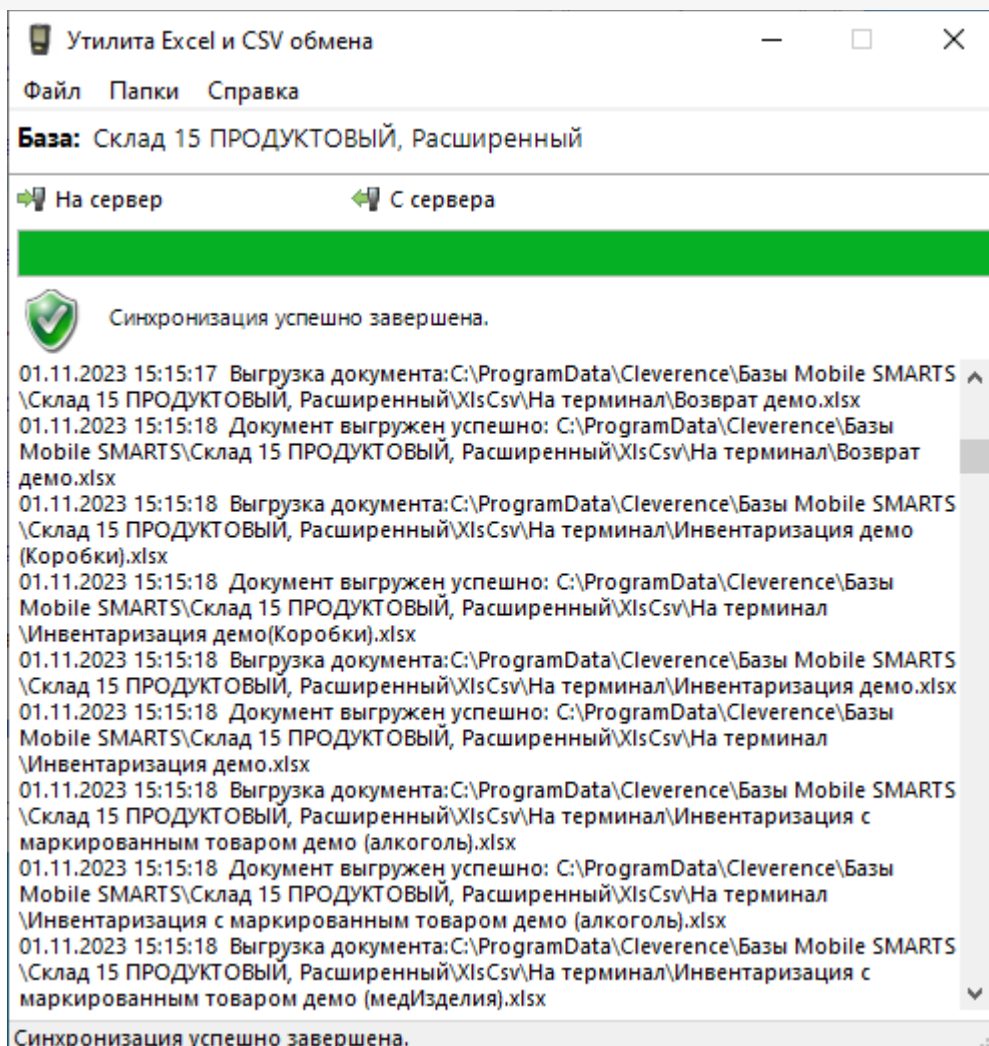 Утилита Excel и CSV обмена
Файл Папки Справка
База: Склад 15 ПРОДУКТОВЫЙ, Расширенный
На сервер С сервера
Синхронизация успешно завершена.
01.11.2023 15:15:17 Выгрузка документа:C:\ProgramData\Cleverence\Базы Mobile SMARTS
\Склад 15 ПРОДУКТОВЫЙ, Расширенный\XlsCsv\На терминал\Возврат демо.xlsx
01.11.2023 15:15:18 Документ выгружен успешно: C:\ProgramData\Cleverence\Базы
Mobile SMARTS\Склад 15 ПРОДУКТОВЫЙ, Расширенный\XlsCsv\На терминал\Возврат
демо.xlsx
01.11.2023 15:15:18 Выгрузка документа:C:\ProgramData\Cleverence\Базы Mobile SMARTS
\Склад 15 ПРОДУКТОВЫЙ, Расширенный\XlsCsv\На терминал\Инвентаризация демо
(Коробки).xlsx
01.11.2023 15:15:18 Документ выгружен успешно: C:\ProgramData\Cleverence\Базы
Mobile SMARTS\Склад 15 ПРОДУКТОВЫЙ, Расширенный\XlsCsv\На терминал
\Инвентаризация демо(Коробки).xlsx
01.11.2023 15:15:18 Выгрузка документа:C:\ProgramData\Cleverence\Базы Mobile SMARTS
\Склад 15 ПРОДУКТОВЫЙ, Расширенный\XlsCsv\На терминал\Инвентаризация демо.xlsx
01.11.2023 15:15:18 Документ выгружен успешно: C:\ProgramData\Cleverence\Базы
Mobile SMARTS\Склад 15 ПРОДУКТОВЫЙ, Расширенный\XlsCsv\На терминал
\Инвентаризация демо.xlsx
01.11.2023 15:15:18 Выгрузка документа:C:\ProgramData\Cleverence\Базы Mobile SMARTS
\Склад 15 ПРОДУКТОВЫЙ, Расширенный\XlsCsv\На терминал\Инвентаризация с
маркированным товаром демо (алкоголь).xlsx
01.11.2023 15:15:18 Документ выгружен успешно: C:\ProgramData\Cleverence\Базы
Mobile SMARTS\Склад 15 ПРОДУКТОВЫЙ, Расширенный\XlsCsv\На терминал
\Инвентаризация с маркированным товаром демо (алкоголь).xlsx
01.11.2023 15:15:18 Выгрузка документа:C:\ProgramData\Cleverence\Базы Mobile SMARTS
\Склад 15 ПРОДУКТОВЫЙ, Расширенный\XlsCsv\На терминал\Инвентаризация с
маркированным товаром демо (медИзделия).xlsx
Синхронизация успешно завершена.